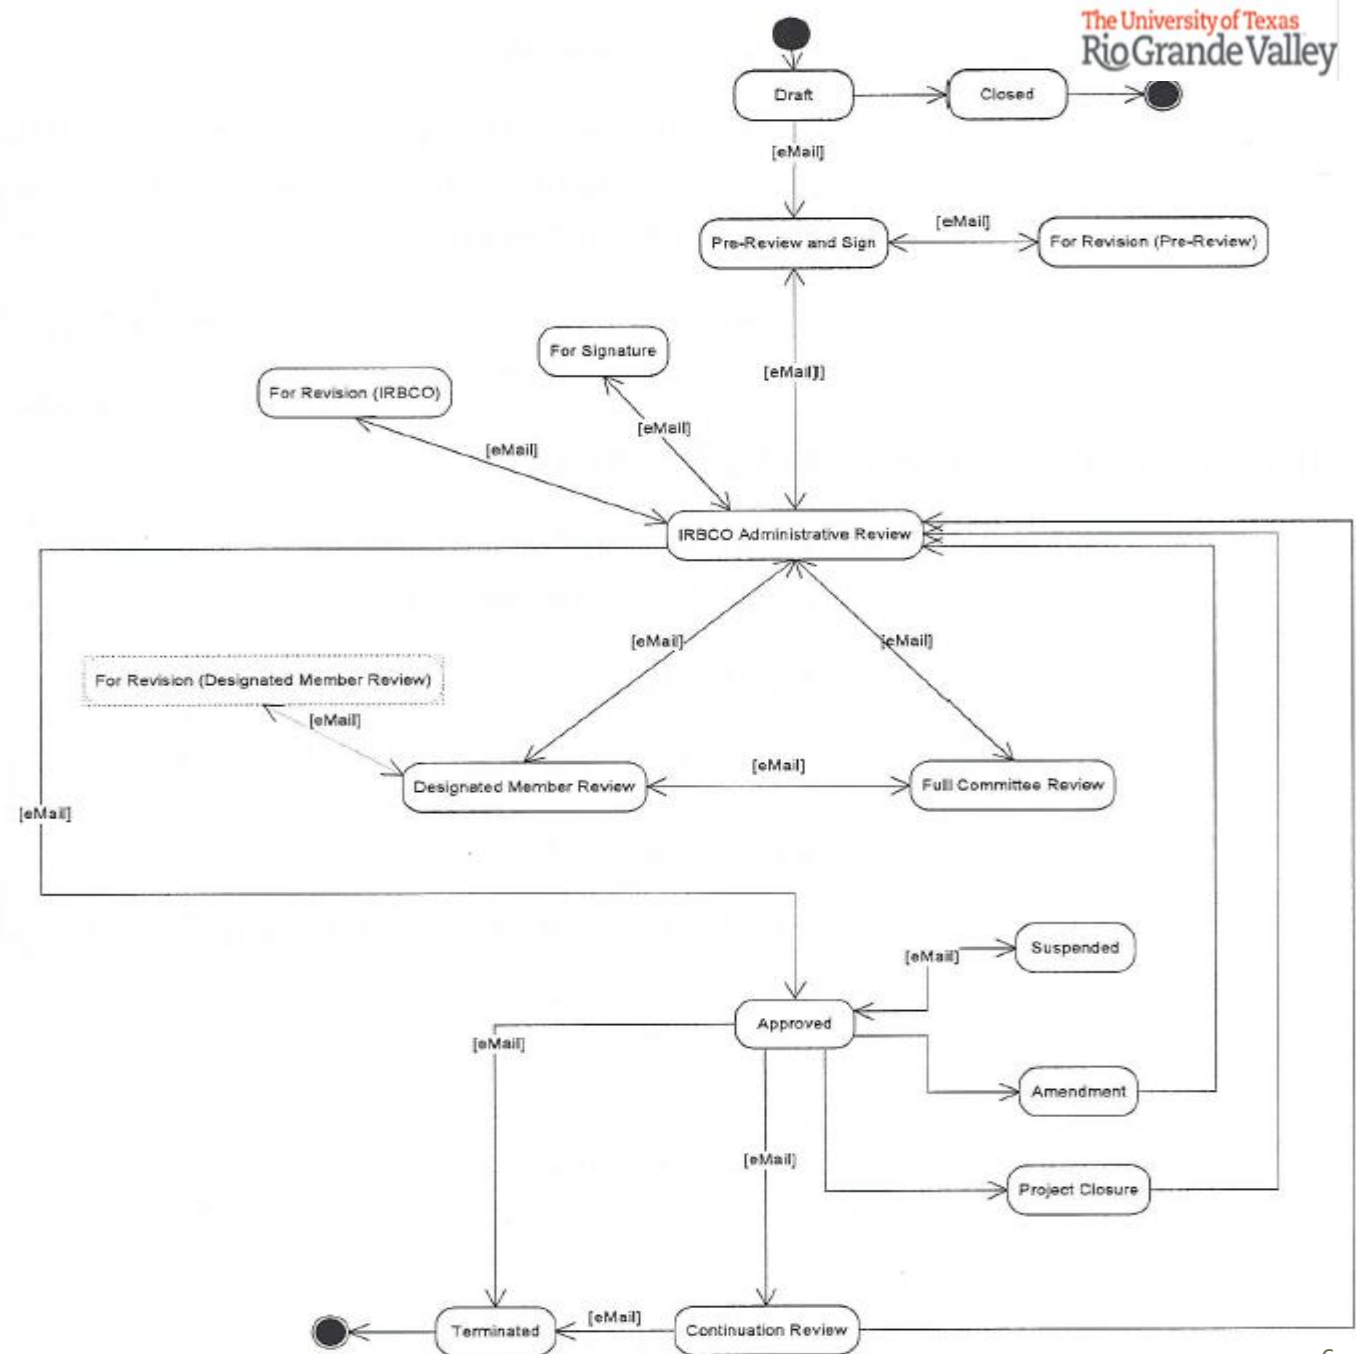 The University of Texas
Rio Grande Valley
Draft
Closed
[eMail]
Pre-Review and Sign
[eMail]
For Revision (Pre-Review)
For Signature
For Revision (IRBCO)
[eMail]]
[eMail]
[eMail]
IRBCO Administrative Review
[eMail]
[eMail]
For Revision (Designated Member Review)
[eMail]
[eMail]
Designated Member Review
Full Committee Review
[eMail]
Suspended
[eMail]
Approved
[eMail]
Amendment
[eMail]
Project Closure
[eMail]
Terminated
Continuation Review